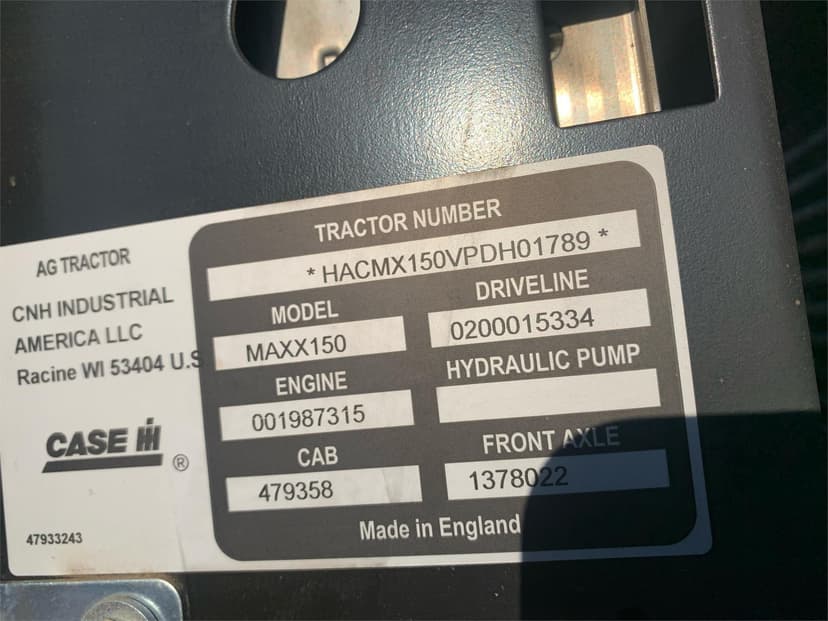 AG TRACTOR
CNH INDUSTRIAL
AMERICA LLC
Racine WI 53404 U.S
CASE IH
®
47933243
TRACTOR NUMBER
* HACMX150VPDH01789 *
MODEL
MAXX150
DRIVELINE
0200015334
ENGINE
001987315
HYDRAULIC PUMP
CAB
479358
FRONT AXLE
1378022
Made in England